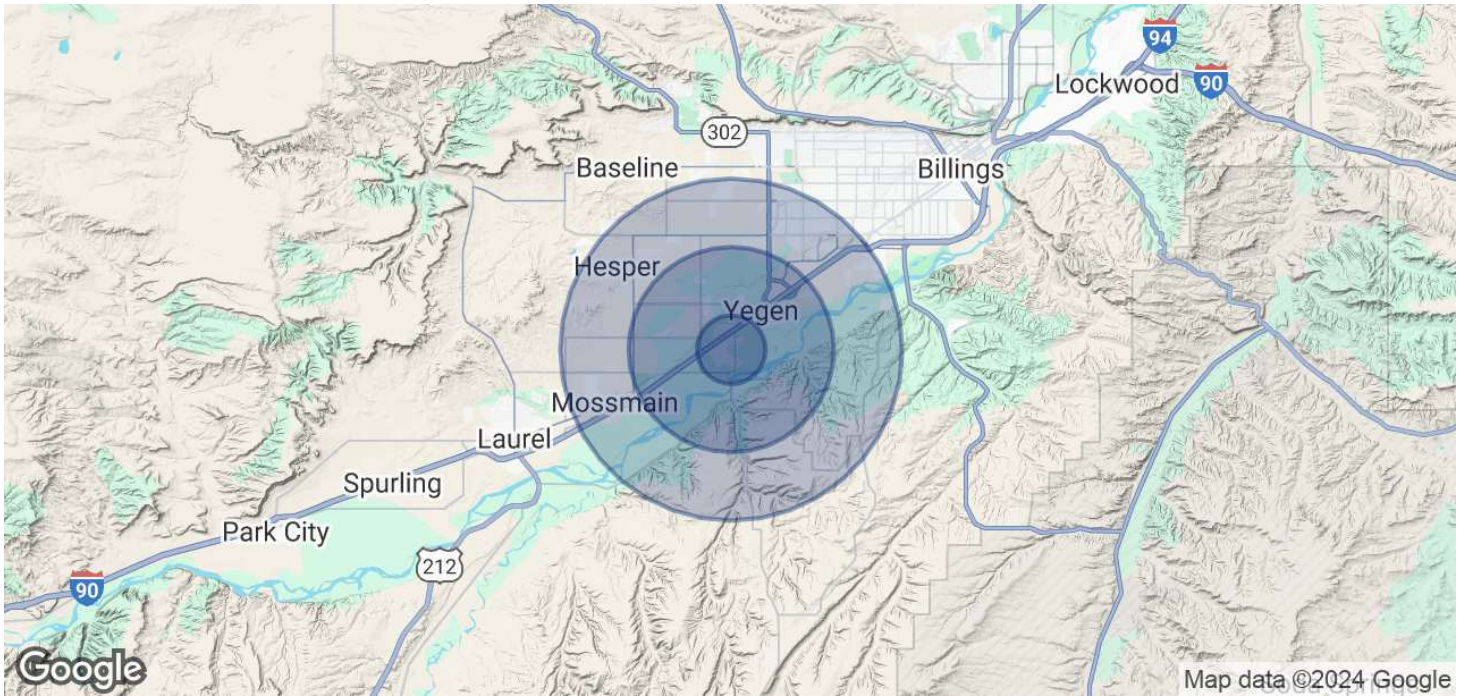 94
Lockwood
90
302
Baseline
Billings
Hesper
Yegen
Mossmain
Laurel
Spurling
Park City
212
90
Google
Map data ©2024 Google